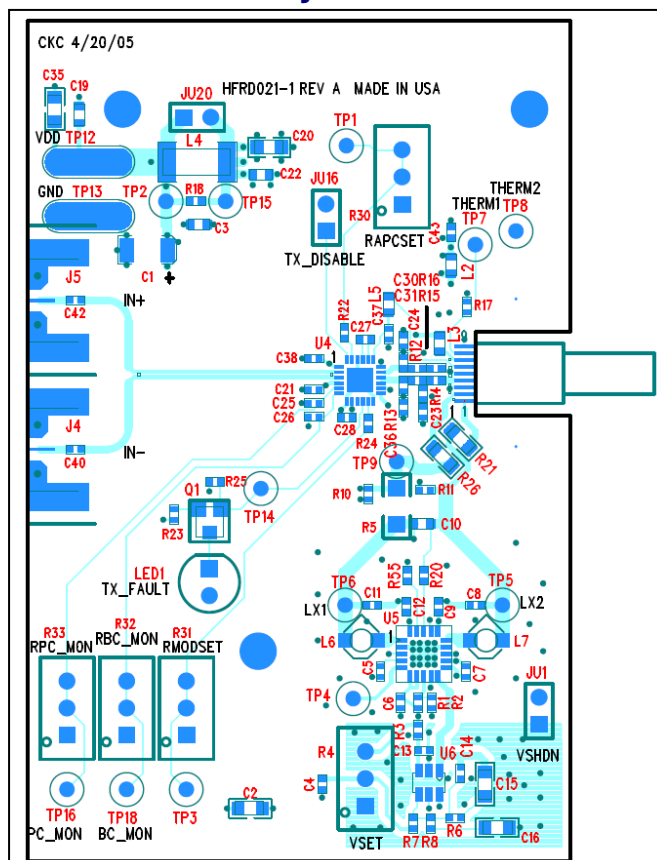 CKC 4/20/05
HFRD021-1 REV A MADE IN USA
C35
C19
JU20
VDD TP12
L4
C20
TP1
C22
JU16
GND
TP13
TP2
R18
TP15
R30
RAPCSET
THERM2
THERM1
TP7
TP8
C3
TX_DISABLE
C43
L2
C1
+
J5
IN+
C42
C30 R16
C31 R15
L5
R17
R22
C37
C24
C27
U4
1
L3
C38
R12
C21
C25
C26
C28
R24
R13
C36
R14
C23
1 1
J4
IN-
C40
R21
R26
TP9
R25
Q1
TP14
R10
R11
R23
R5
C10
LED1
TX_FAULT
R55
R20
TP6
TP5
C11
C8
LX1
LX2
C12
C9
U5
L6
1
L7
R33
R32
R31
RPC_MON
RBC_MON
RMODSET
C5
C7
JU1
TP4
C6
R1
R2
R3
R4
C13
U6
C14
VSHDN
C4
C15
TP16
TP18
TP3
C2
PC_MON
BC_MON
VSET
R7
R8
R6
C16